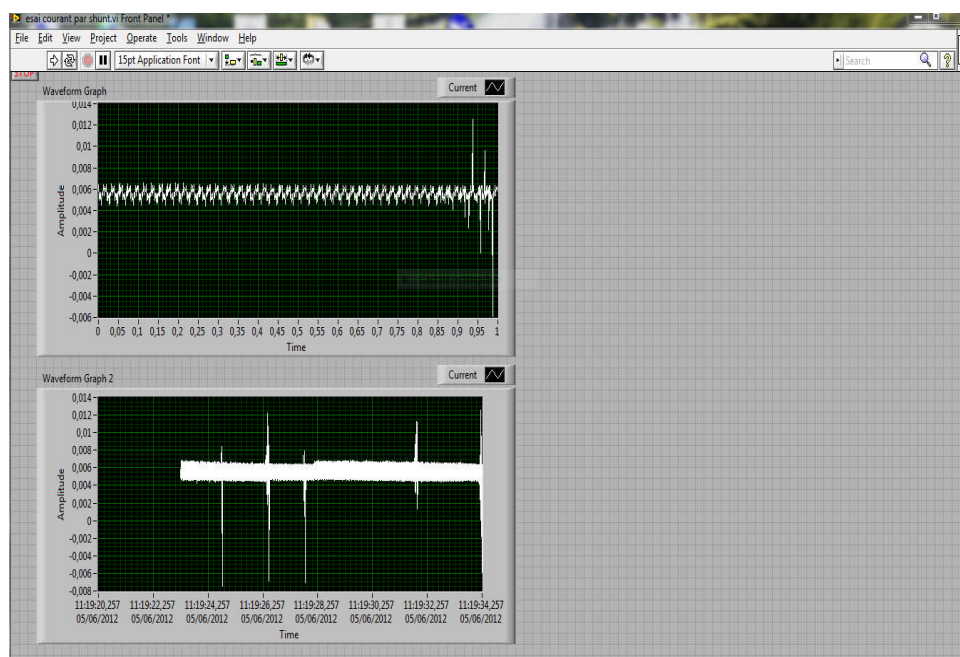 esai courant par shunt.vi Front Panel *
File Edit View Project Operate Tools Window Help
15pt Application Font
Search
STOP
Waveform Graph
Current
0,014
0,012
0,01
0,008
0,006
0,004
0,002
0
-0,002
-0,004
-0,006
Amplitude
0 0,05 0,1 0,15 0,2 0,25 0,3 0,35 0,4 0,45 0,5 0,55 0,6 0,65 0,7 0,75 0,8 0,85 0,9 0,95 1
Time
Waveform Graph 2
Current
0,014
0,012
0,01
0,008
0,006
0,004
0,002
0
-0,002
-0,004
-0,006
-0,008
Amplitude
11:19:20,257 11:19:22,257 11:19:24,257 11:19:26,257 11:19:28,257 11:19:30,257 11:19:32,257 11:19:34,257
05/06/2012 05/06/2012 05/06/2012 05/06/2012 05/06/2012 05/06/2012 05/06/2012 05/06/2012
Time